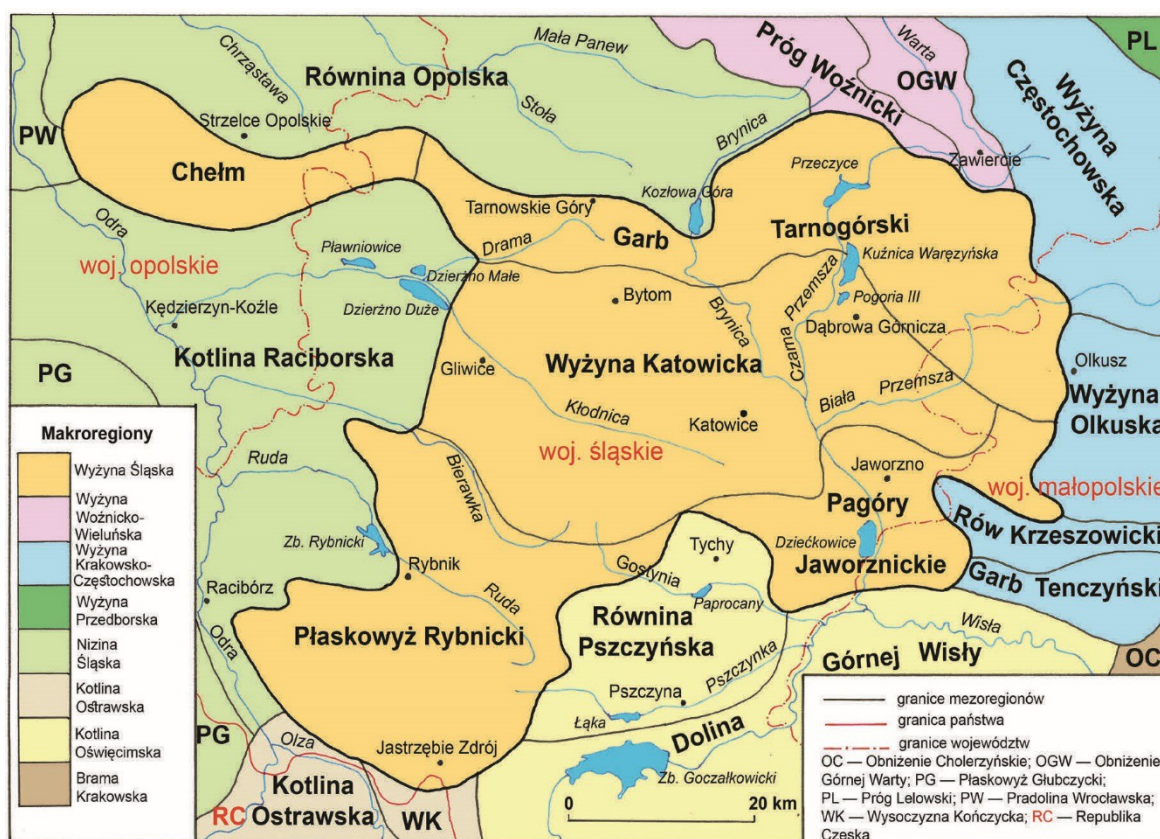 Chrząstawa
Mała Panew
Próg Woźnicki
Warta
OGW
PL
Wyżyna
Częstochowska
Równina Opolska
Stoła
Brynica
PW
Strzelce Opolskie
Chełm
Zawiercie
Przeczyce
Kozłowa Góra
Tarnowskie Góry
Garb
Tarnogórski
Odra
Drama
Pławniowice
Dzierżno Małe
Dzierżno Duże
Kuźnica Warężyńska
Przemsza
Czarna
Pogoria III
woj. opolskie
Bytom
Brynica
Dąbrowa Górnicza
Kędzierzyn-Koźle
Kotlina Raciborska
Gliwice
Wyżyna Katowicka
Olkusz
Wyżyna
Olkuska
PG
Biała
Przemsza
Kłodnica
Katowice
woj. śląskie
Ruda
Bierawka
Jaworzno
Pagóry
Jaworznickie
woj. małopolskie
Rów Krzeszowicki
Garb Tenczyński
Zb. Rybnicki
Rybnik
Tychy
Dziećkowice
Gostynia
Paprocany
Racibórz
Ruda
Odra
Płaskowyż Rybnicki
Równina
Pszczyńska
Wisła
Górnej Wisły
OC
Pszczynka
Pszczyna
Łąka
Dolina
PG
Olza
Jastrzębie Zdrój
Zb. Goczałkowicki
Kotlina
RC Ostrawska
WK
0
20 km
Makroregiony
Wyżyna Śląska
Wyżyna
Woźnicko-
Wieluńska
Wyżyna
Krakowsko-
Częstochowska
Wyżyna
Przedborska
Nizina
Śląska
Kotlina
Ostrawska
Kotlina
Oświęcimska
Brama
Krakowska
granice mezoregionów
granica państwa
granice województw
OC — Obniżenie Cholerzyńskie; OGW — Obniżenie
Górnej Warty; PG — Płaskowyż Głubczycki;
PL — Próg Lelowski; PW — Pradolina Wrocławska;
WK — Wysoczyzna Kończycka; RC — Republika
Czeska